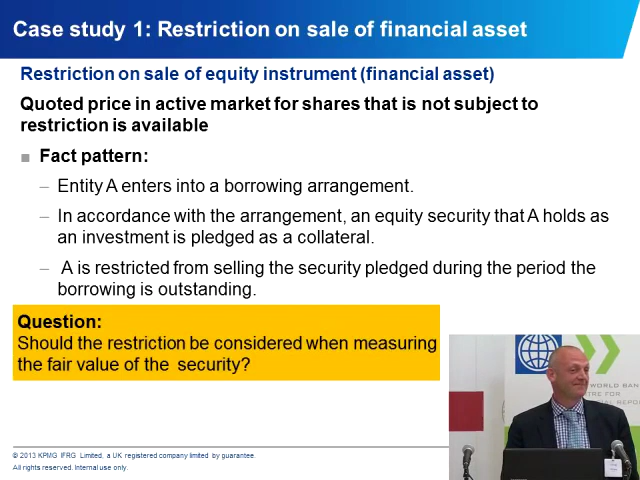 Case study 1: Restriction on sale of financial asset
Restriction on sale of equity instrument (financial asset)
Quoted price in active market for shares that is not subject to
restriction is available
■ Fact pattern:
– Entity A enters into a borrowing arrangement.
– In accordance with the arrangement, an equity security that A holds as
an investment is pledged as a collateral.
– A is restricted from selling the security pledged during the period the
borrowing is outstanding.
Question:
Should the restriction be considered when measuring
the fair value of the security?
WORLD BAN
TRE FOR
REPOR
© 2013 KPMG IFRG Limited, a UK registered company limited by guarantee.
All rights reserved. Internal use only.